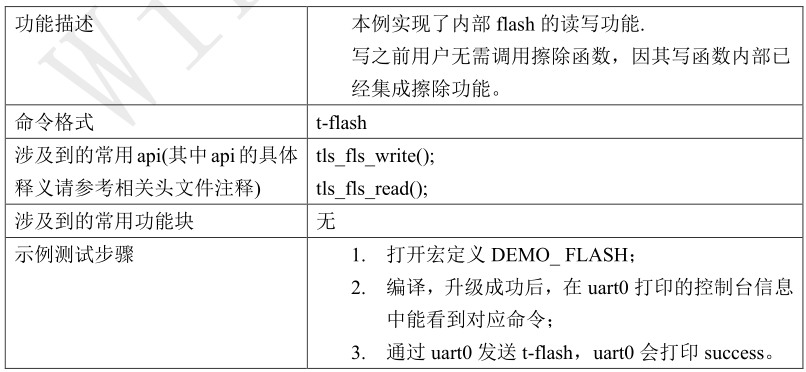 功能描述
本例实现了内部 flash 的读写功能.
写之前用户无需调用擦除函数，因其写函数内部已
经集成擦除功能。
命令格式
t-flash
涉及到的常用 api(其中 api 的具体
释义请参考相关头文件注释)
tls_fls_write();
tls_fls_read();
涉及到的常用功能块
无
示例测试步骤
1. 打开宏定义 DEMO_ FLASH；
2. 编译，升级成功后，在 uart0 打印的控制台信息
中能看到对应命令；
3. 通过 uart0 发送 t-flash，uart0 会打印 success。